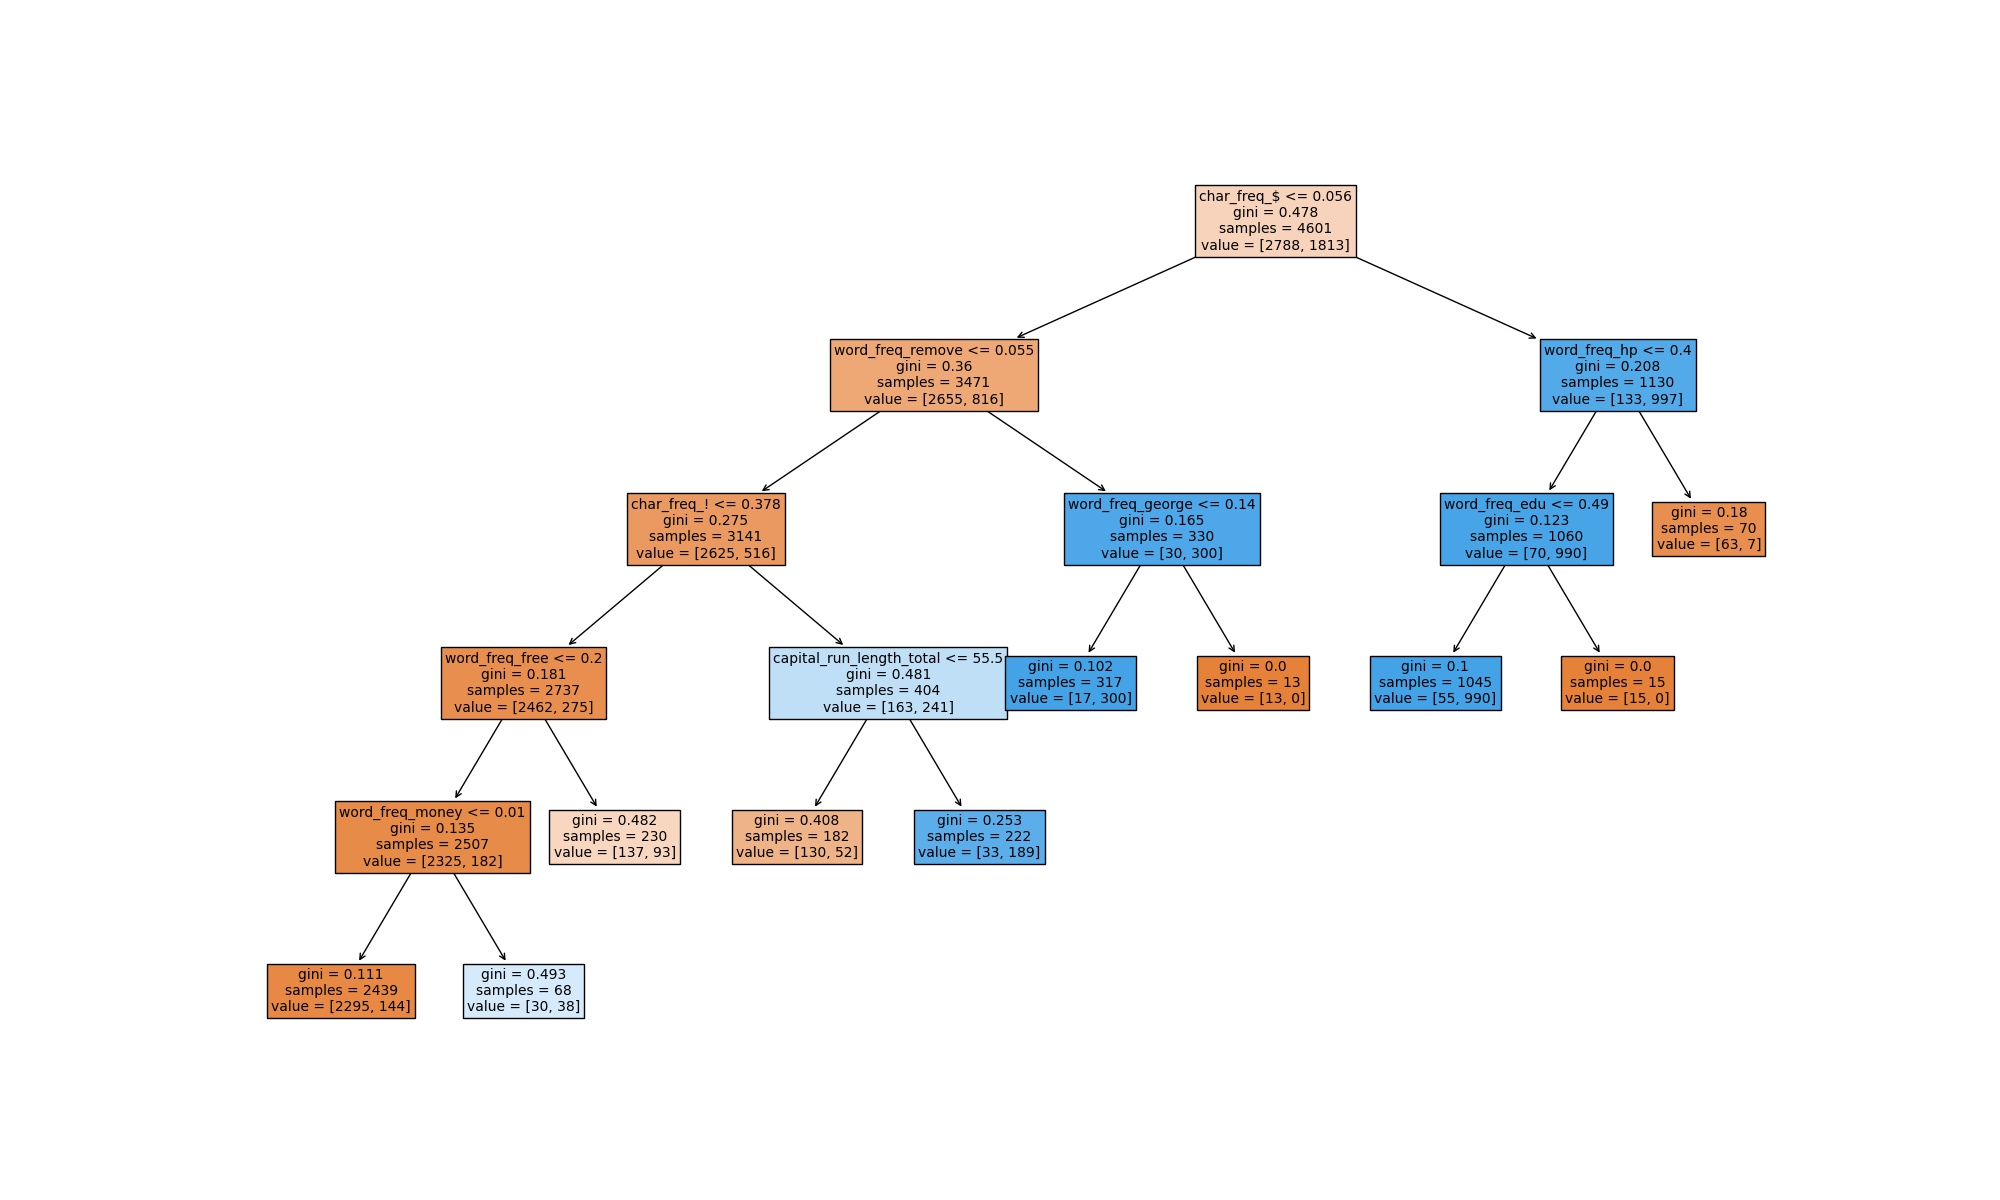 char_freq_$ <= 0.056
gini = 0.478
samples = 4601
value = [2788, 1813]
word_freq_remove <= 0.055
gini = 0.36
samples = 3471
value = [2655, 816]
word_freq_hp <= 0.4
gini = 0.208
samples = 1130
value = [133, 997]
char_freq_! <= 0.378
gini = 0.275
samples = 3141
value = [2625, 516]
word_freq_george <= 0.14
gini = 0.165
samples = 330
value = [30, 300]
word_freq_edu <= 0.49
gini = 0.123
samples = 1060
value = [70, 990]
gini = 0.18
samples = 70
value = [63, 7]
word_freq_free <= 0.2
gini = 0.181
samples = 2737
value = [2462, 275]
capital_run_length_total <= 55.5
gini = 0.481
samples = 404
value = [163, 241]
gini = 0.102
samples = 317
value = [17, 300]
gini = 0.0
samples = 13
value = [13, 0]
gini = 0.1
samples = 1045
value = [55, 990]
gini = 0.0
samples = 15
value = [15, 0]
word_freq_money <= 0.01
gini = 0.135
samples = 2507
value = [2325, 182]
gini = 0.482
samples = 230
value = [137, 93]
gini = 0.408
samples = 182
value = [130, 52]
gini = 0.253
samples = 222
value = [33, 189]
gini = 0.111
samples = 2439
value = [2295, 144]
gini = 0.493
samples = 68
value = [30, 38]